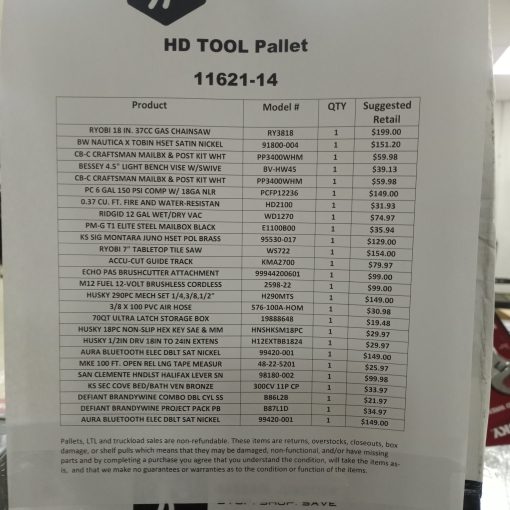 HD TOOL Pallet
11621-14
Product Model # QTY Suggested Retail
RYOBI 18 IN. 37CC GAS CHAINSAW RY3818 1 $199.00
BW NAUTICA X TOBIN HSET SATIN NICKEL 91800-004 1 $151.20
CB-C CRAFTSMAN MAILBX & POST KIT WHT PP3400WHM 1 $59.98
BESSEY 4.5" LIGHT BENCH VISE W/SWIVE BV-HW45 1 $39.13
CB-C CRAFTSMAN MAILBX & POST KIT WHT PP3400WHM 1 $59.98
PC 6 GAL 150 PSI COMP W/ 18GA NLR PCFP12236 1 $149.00
0.37 CU. FT. FIRE AND WATER-RESISTAN HD2100 1 $31.93
RIDGID 12 GAL WET/DRY VAC WD1270 1 $74.97
PM-G T1 ELITE STEEL MAILBOX BLACK E1100B00 1 $35.94
KS SIG MONTARA JUNO HSET POL BRASS 95530-017 1 $129.00
RYOBI 7" TABLETOP TILE SAW WS722 1 $154.00
ACCU-CUT GUIDE TRACK KMA2700 1 $79.97
ECHO PAS BRUSHCUTTER ATTACHMENT 99944200601 1 $99.00
M12 FUEL 12-VOLT BRUSHLESS CORDLESS 2598-22 1 $99.00
HUSKY 290PC MECH SET 1/4,3/8,1/2" H290MTS 1 $149.00
3/8 X 100 PVC AIR HOSE 576-100A-HOM 1 $30.98
70QT ULTRA LATCH STORAGE BOX 19888648 1 $19.48
HUSKY 18PC NON-SLIP HEX KEY SAE & MM HNSHKSM18PC 1 $29.97
HUSKY 1/2IN DRV 18IN TO 24IN EXTENS H12EXTBB1824 1 $29.97
AURA BLUETOOTH ELEC DBLT SAT NICKEL 99420-001 1 $149.00
MKE 100 FT. OPEN REL LNG TAPE MEASUR 48-22-5201 1 $25.97
SAN CLEMENTE HNDLST HALIFAX LEVER SN 98180-002 1 $99.98
KS SEC COVE BED/BATH VEN BRONZE 300CV 11P CP 1 $33.97
DEFIANT BRANDYWINE COMBO DBL CYL SS B86L2B 1 $21.97
DEFIANT BRANDYWINE PROJECT PACK PB B87L1D 1 $34.97
AURA BLUETOOTH ELEC DBLT SAT NICKEL 99420-001 1 $149.00
Pallets, LTL and truckload sales are non-refundable. These items are returns, overstocks, closeouts, box
damage, or shelf pulls which means that they may be damaged, non-functional, and/or have missing
parts and by completing a purchase you agree that you understand the condition, will take the items as-
is, and that we make no guarantees or warranties as to the condition or function of the items.